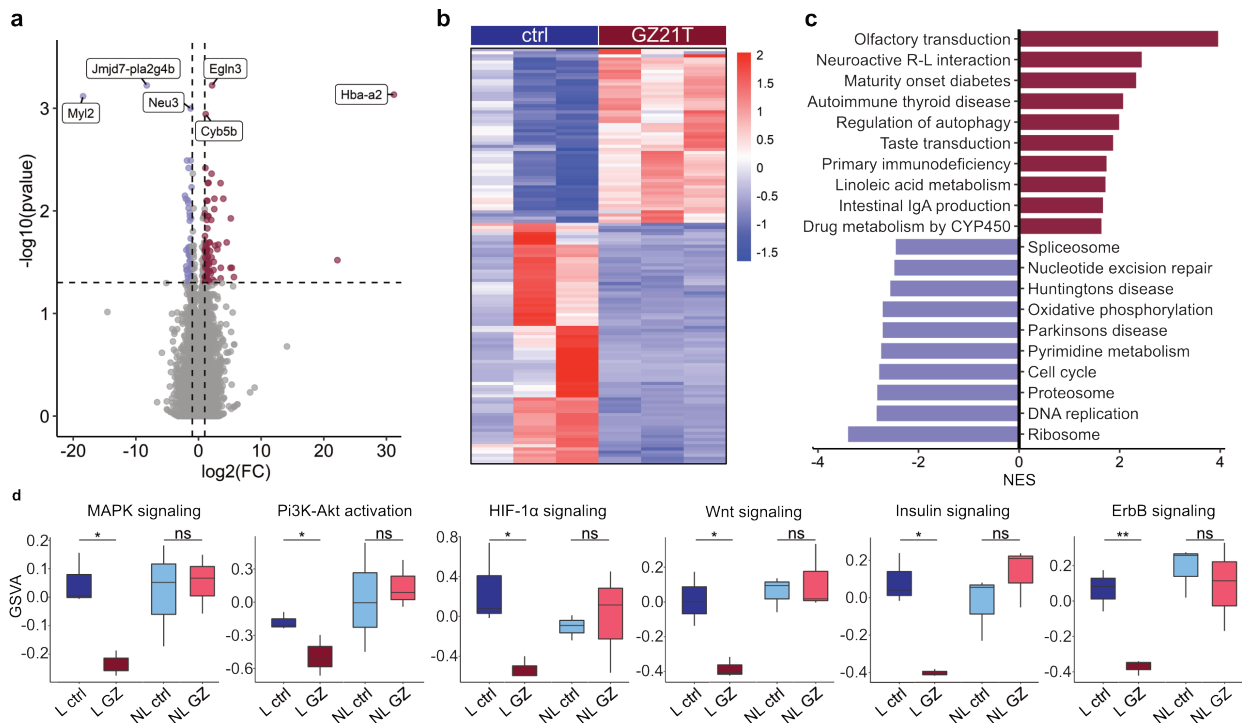 a
Jmjd7-pla2g4b
Egln3
Hba-a2
Myl2
Neu3
Cyb5b
3
2
1
0
-log10(pvalue)
-20
-10
0
10
20
30
log2(FC)
b
ctrl
GZ21T
2
1.5
1
0.5
0
-0.5
-1
-1.5
c
Olfactory transduction
Neuroactive R-L interaction
Maturity onset diabetes
Autoimmune thyroid disease
Regulation of autophagy
Taste transduction
Primary immunodeficiency
Linoleic acid metabolism
Intestinal IgA production
Drug metabolism by CYP450
Spliceosome
Nucleotide excision repair
Huntingtons disease
Oxidative phosphorylation
Parkinsons disease
Pyrimidine metabolism
Cell cycle
Proteosome
DNA replication
Ribosome
-4
-2
0
2
4
NES
d
GSVA
MAPK signaling
* ns
0.2
0.1
0.0
-0.2
L ctrl
L GZ
NL ctrl
NL GZ
Pi3K-Akt activation
* ns
0.3
0.0
-0.3
-0.6
L ctrl
L GZ
NL ctrl
NL GZ
HIF-1α signaling
* ns
0.8
0.4
0.0
-0.4
L ctrl
L GZ
NL ctrl
NL GZ
Wnt signaling
* ns
0.2
0.0
-0.2
-0.4
L ctrl
L GZ
NL ctrl
NL GZ
Insulin signaling
* ns
0.2
0.0
-0.2
-0.4
L ctrl
L GZ
NL ctrl
NL GZ
ErbB signaling
** ns
0.2
0.0
-0.2
-0.4
L ctrl
L GZ
NL ctrl
NL GZ